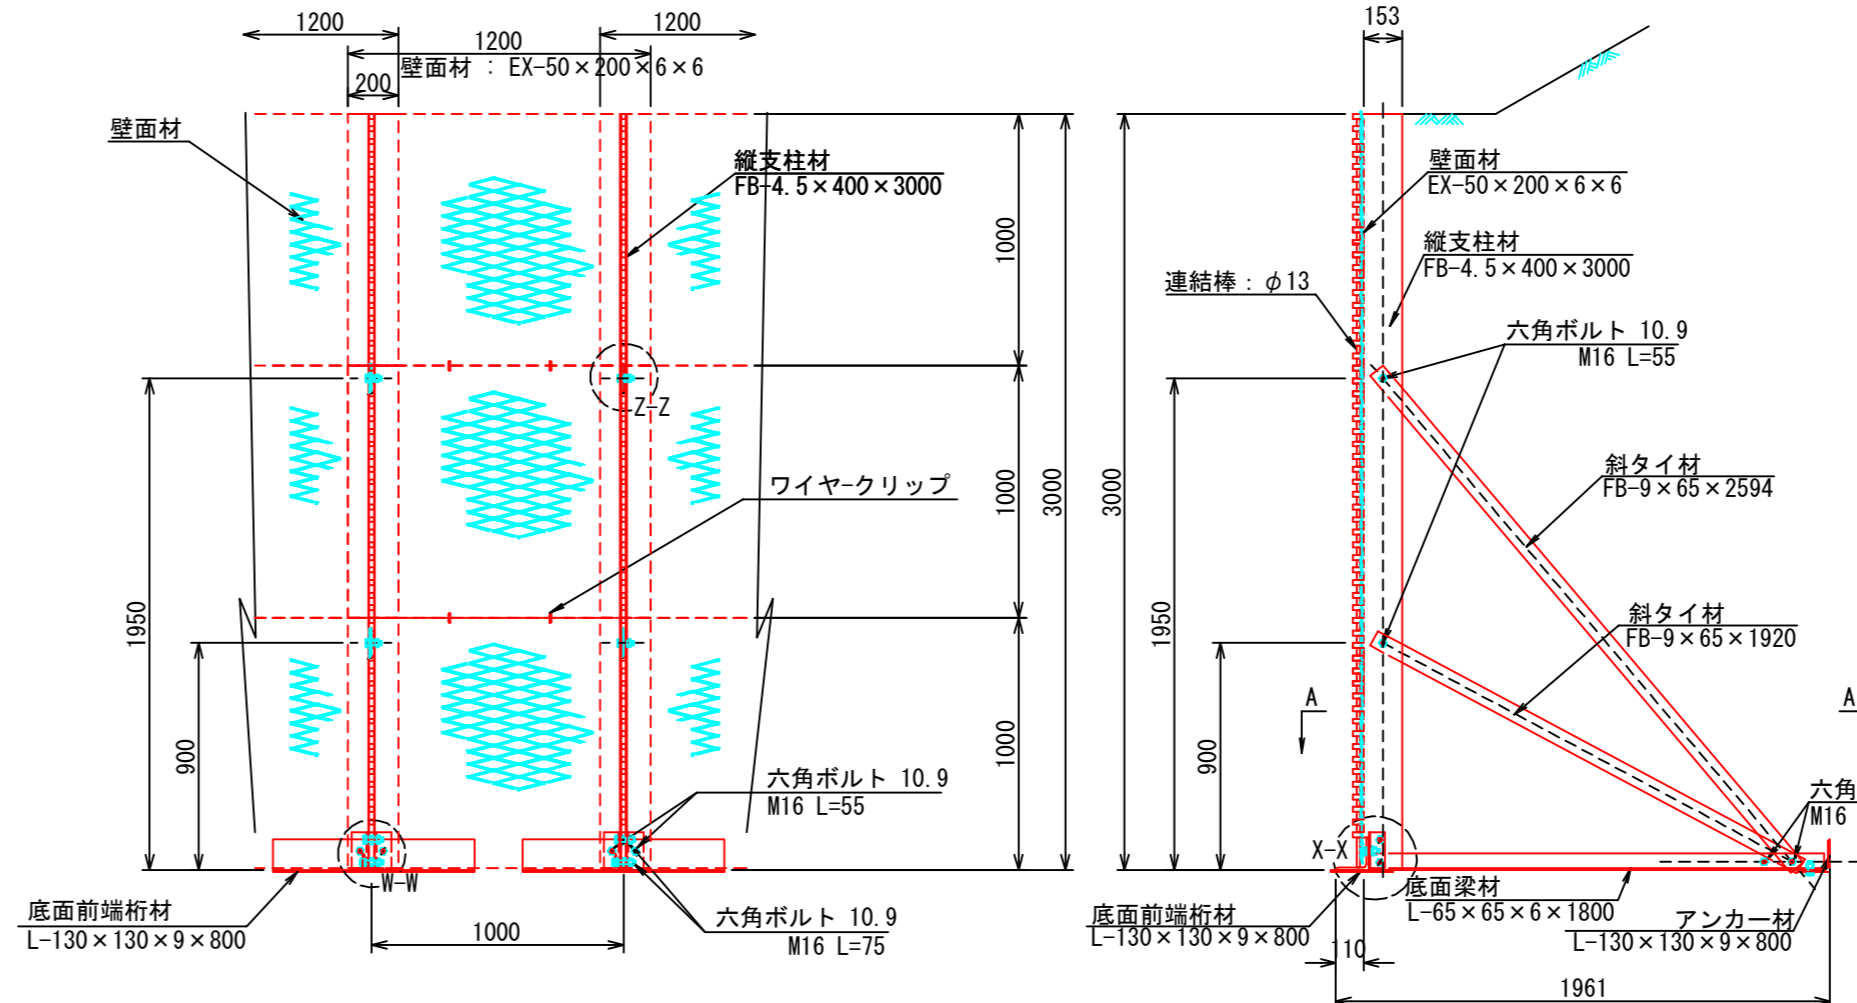 1200
1200
1200
壁面材 : EX-50×200×6×6
200
壁面材
縦支柱材
FB-4.5×400×3000
1000
1000
3000
1000
Z-Z
ワイヤークリップ
1950
900
六角ボルト 10.9
M16 L=55
W-W
底面前端桁材
L-130×130×9×800
1000
六角ボルト 10.9
M16 L=75
153
壁面材
EX-50×200×6×6
縦支柱材
FB-4.5×400×3000
連結棒：φ13
六角ボルト 10.9
M16 L=55
3000
1950
斜タイ材
FB-9×65×2594
斜タイ材
FB-9×65×1920
A
A
900
六角
M16
X-X
底面梁材
L-65×65×6×1800
底面前端桁材
L-130×130×9×800
アンカー材
L-130×130×9×800
110
1961